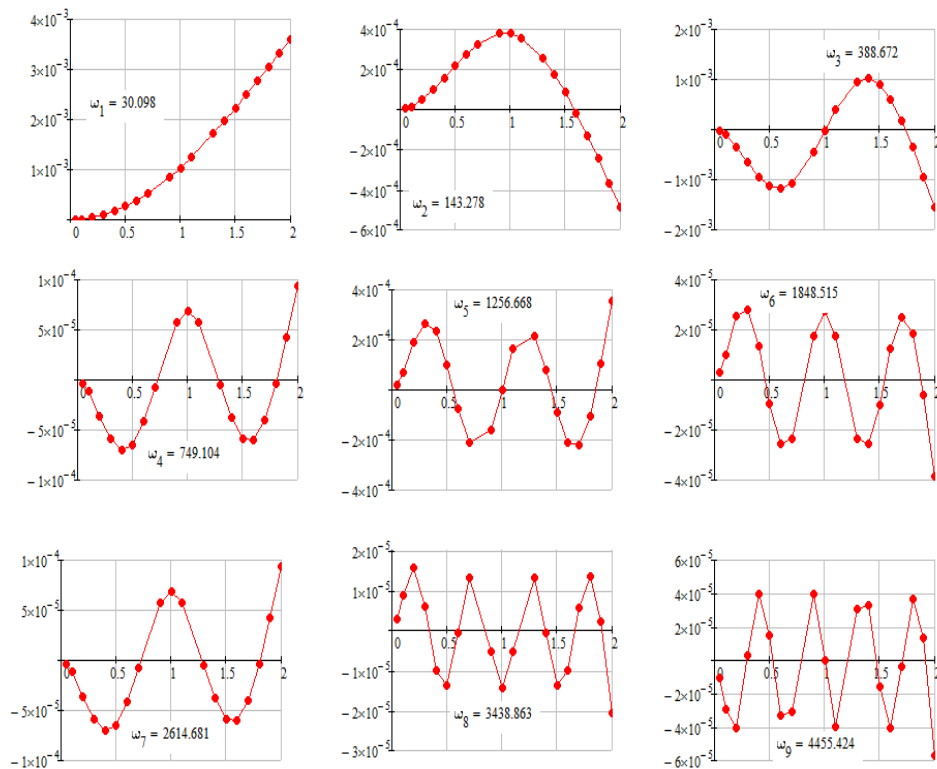 4×10⁻³
3×10⁻³
2×10⁻³
1×10⁻³
ω₁ = 30.098
0 0.5 1 1.5 2
4×10⁻⁴
2×10⁻⁴
−2×10⁻⁴
−4×10⁻⁴
−6×10⁻⁴
ω₂ = 143.278
0 0.5 1 1.5 2
2×10⁻³
1×10⁻³
−1×10⁻³
−2×10⁻³
ω₃ = 388.672
0 0.5 1 1.5 2
1×10⁻⁴
5×10⁻⁵
−5×10⁻⁵
−1×10⁻⁴
ω₄ = 749.104
0 0.5 1 1.5 2
4×10⁻⁴
2×10⁻⁴
−2×10⁻⁴
−4×10⁻⁴
ω₅ = 1256.668
0 0.5 1 1.5 2
4×10⁻⁵
2×10⁻⁵
−2×10⁻⁵
−4×10⁻⁵
ω₆ = 1848.515
0 0.5 1 1.5 2
1×10⁻⁴
5×10⁻⁵
−5×10⁻⁵
−1×10⁻⁴
ω₇ = 2614.681
0 0.5 1 1.5 2
2×10⁻⁵
1×10⁻⁵
−1×10⁻⁵
−2×10⁻⁵
−3×10⁻⁵
ω₈ = 3438.863
0 0.5 1 1.5 2
6×10⁻⁵
4×10⁻⁵
2×10⁻⁵
−2×10⁻⁵
−4×10⁻⁵
−6×10⁻⁵
ω₉ = 4455.424
0 0.5 1 1.5 2